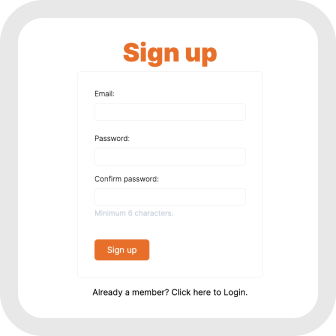 Sign up
Email:
Password:
Confirm password:
Minimum 6 characters.
Sign up
Already a member? Click here to Login.